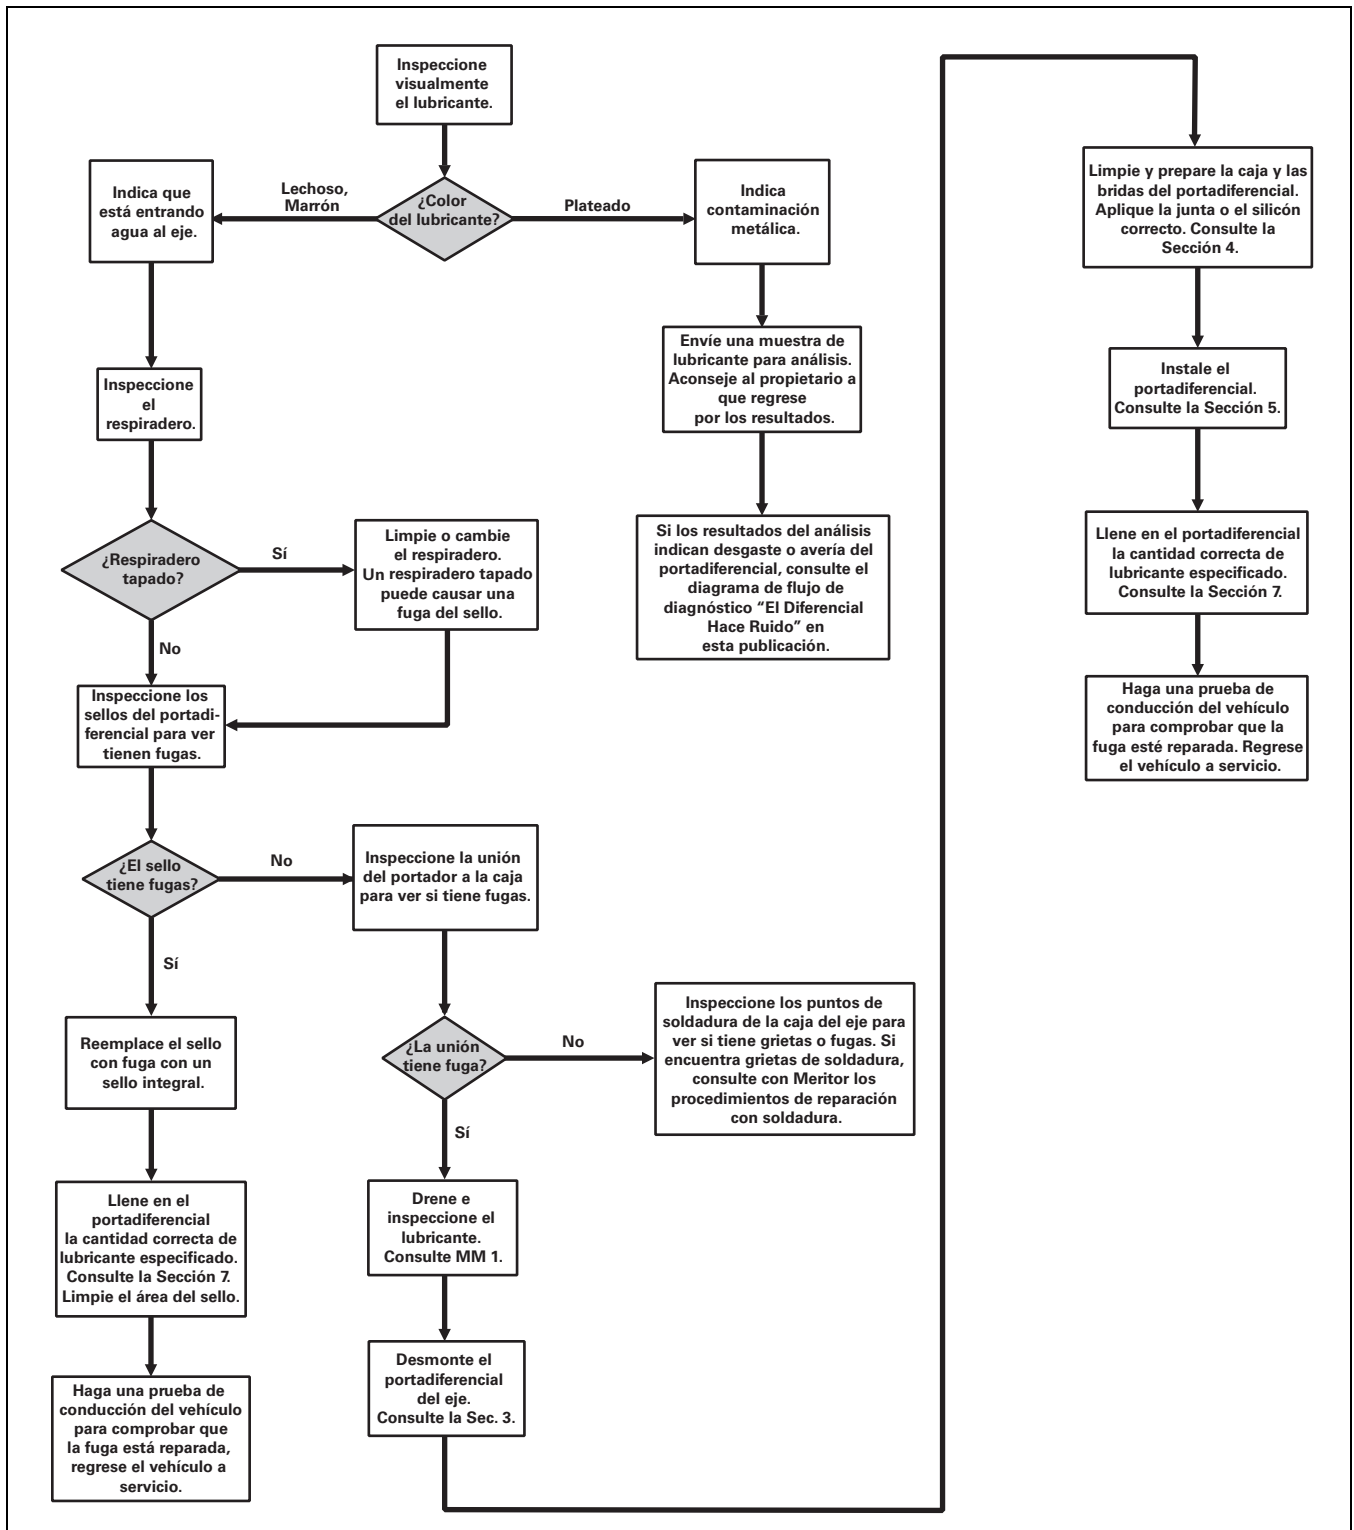 Inspeccione
visualmente
el lubricante.
¿Color
del lubricante?
Lechoso,
Marrón
Plateado
Indica que
está entrando
agua al eje.
Inspeccione
el
respiradero.
¿Respiradero
tapado?
Sí
Limpie o cambie
el respiradero.
Un respiradero tapado
puede causar una
fuga del sello.
No
Inspeccione los
sellos del portadi-
ferencial para ver
tienen fugas.
¿El sello
tiene fugas?
No
Sí
Reemplace el sello
con fuga con un
sello integral.
Llene en el
portadiferencial
la cantidad correcta de
lubricante especificado.
Consulte la Sección 7.
Limpie el área del sello.
Haga una prueba de
conducción del vehículo
para comprobar que
la fuga está reparada,
regrese el vehículo a
servicio.
Indica
contaminación
metálica.
Envíe una muestra de
lubricante para análisis.
Aconseje al propietario a
que regrese
por los resultados.
Si los resultados del análisis
indican desgaste o avería del
portadiferencial, consulte el
diagrama de flujo de
diagnóstico “El Diferencial
Hace Ruido” en
esta publicación.
Inspeccione la unión
del portador a la caja
para ver si tiene fugas.
¿La unión
tiene fuga?
No
Inspeccione los puntos de
soldadura de la caja del eje para
ver si tiene grietas o fugas. Si
encuentra grietas de soldadura,
consulte con Meritor los
procedimientos de reparación
con soldadura.
Sí
Drene e
inspeccione el
lubricante.
Consulte MM 1.
Desmonte el
portadiferencial
del eje.
Consulte la Sec. 3.
Limpie y prepare la caja y las
bridas del portadiferencial.
Aplique la junta o el silicón
correcto. Consulte la
Sección 4.
Instale el
portadiferencial.
Consulte la Sección 5.
Llene en el portadiferencial
la cantidad correcta de
lubricante especificado.
Consulte la Sección 7.
Haga una prueba de
conducción del vehículo
para comprobar que la
fuga esté reparada. Regrese
el vehículo a servicio.